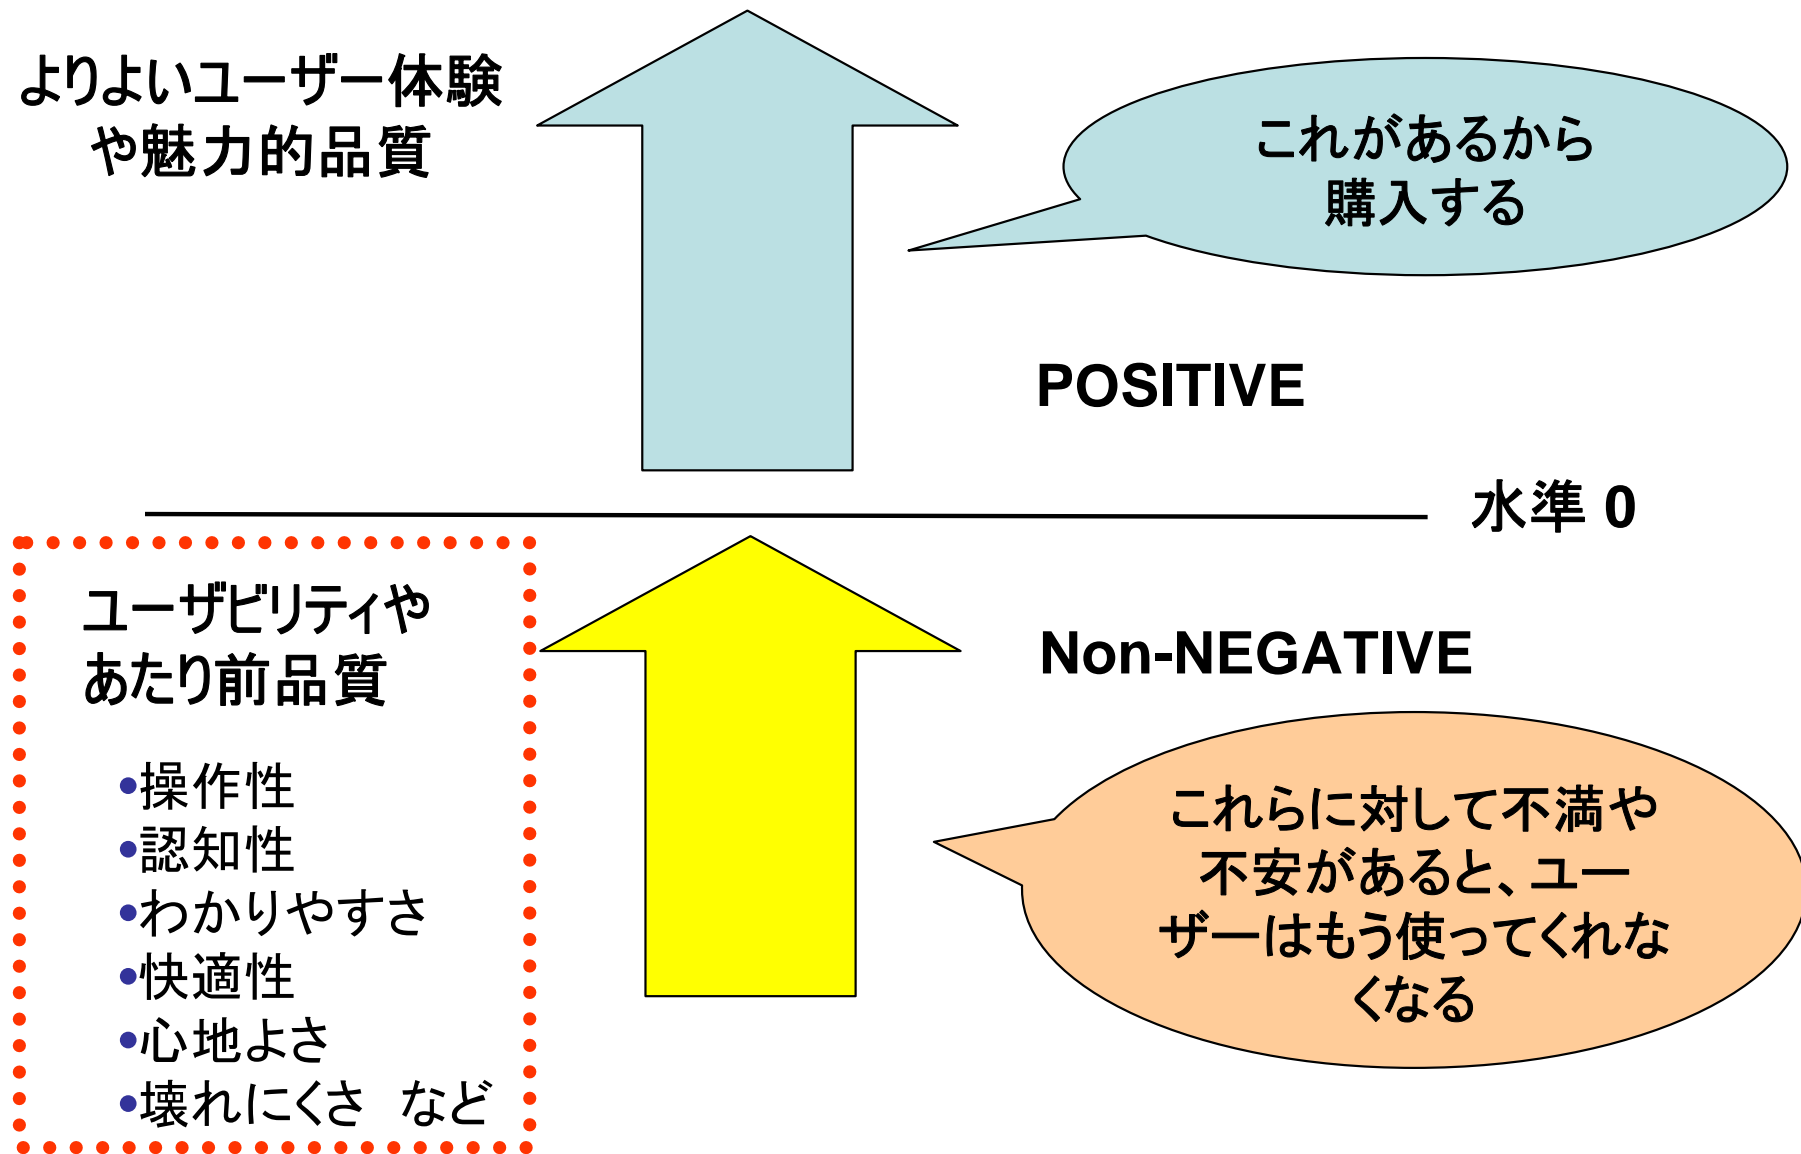 よりよいユーザー体験
や魅力的品質
これがあるから
購入する
POSITIVE
水準 0
ユーザビリティや
あたり前品質
•操作性
•認知性
•わかりやすさ
•快適性
•心地よさ
•壊れにくさ　など
Non-NEGATIVE
これらに対して不満や
不安があると、ユー
ザーはもう使ってくれな
くなる